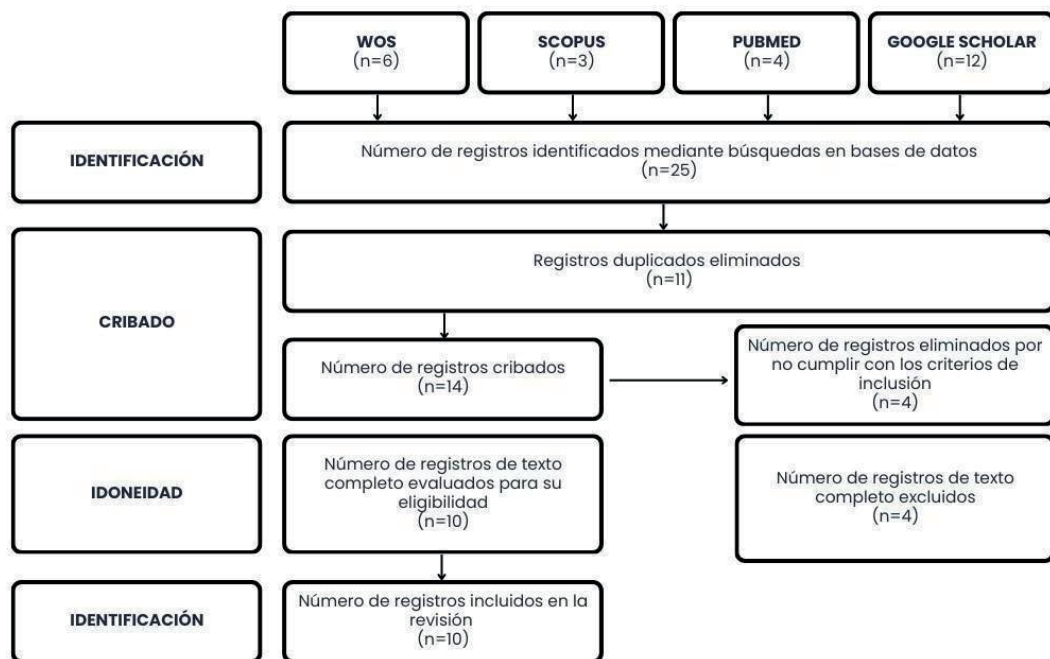 WOS
(n=6)
SCOPUS
(n=3)
PUBMED
(n=4)
GOOGLE SCHOLAR
(n=12)
IDENTIFICACIÓN
Número de registros identificados mediante búsquedas en bases de datos
(n=25)
CRIBADO
Registros duplicados eliminados
(n=11)
Número de registros cribados
(n=14)
Número de registros eliminados por
no cumplir con los criterios de
inclusión
(n=4)
IDONEIDAD
Número de registros de texto
completo evaluados para su
eligibilidad
(n=10)
Número de registros de texto
completo excluidos
(n=4)
IDENTIFICACIÓN
Número de registros incluidos en la
revisión
(n=10)